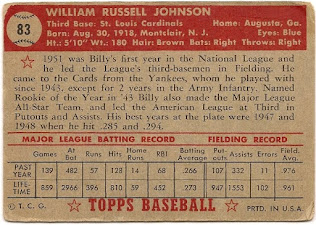 83
WILLIAM RUSSELL JOHNSON
Third Base: St. Louis Cardinals Home: Augusta, Ga.
Born: Aug. 30, 1918, Montclair, N. J. Eyes: Blue
Ht: 5'10" Wt: 180 Hair: Brown Bats: Right Throws: Right
★ 1951 was Billy's first year in the National League and
he led the League's third-basemen in Fielding. He
came to the Cards from the Yankees, whom he played with
since 1943, except for 2 years in the Army Infantry. Named
Rookie of the Year in '43 Billy also made the Major League
All-Star Team, and led the American League at Third in
Putouts and Assists. His best years at the plate were 1947 and
1948 when he hit .285 and .294.
MAJOR LEAGUE BATTING RECORD FIELDING RECORD
Games At Bat Runs Hits Home Runs RBI Batting Average Put-outs Assists Errors Field. Av.
PAST YEAR 139 442 57 128 14 68 .266 107 332 11 .976
LIFE-TIME 859 2966 380 810 59 452 .273 947 1553 102 .961
© T. C. G. TOPPS BASEBALL PRTD. IN U.S.A.